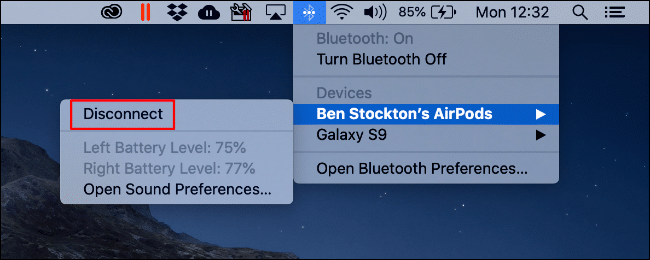 85% Mon 12:32
Bluetooth: On
Turn Bluetooth Off
Devices
Ben Stockton's AirPods
Galaxy S9
Open Bluetooth Preferences...
Disconnect
Left Battery Level: 75%
Right Battery Level: 77%
Open Sound Preferences...